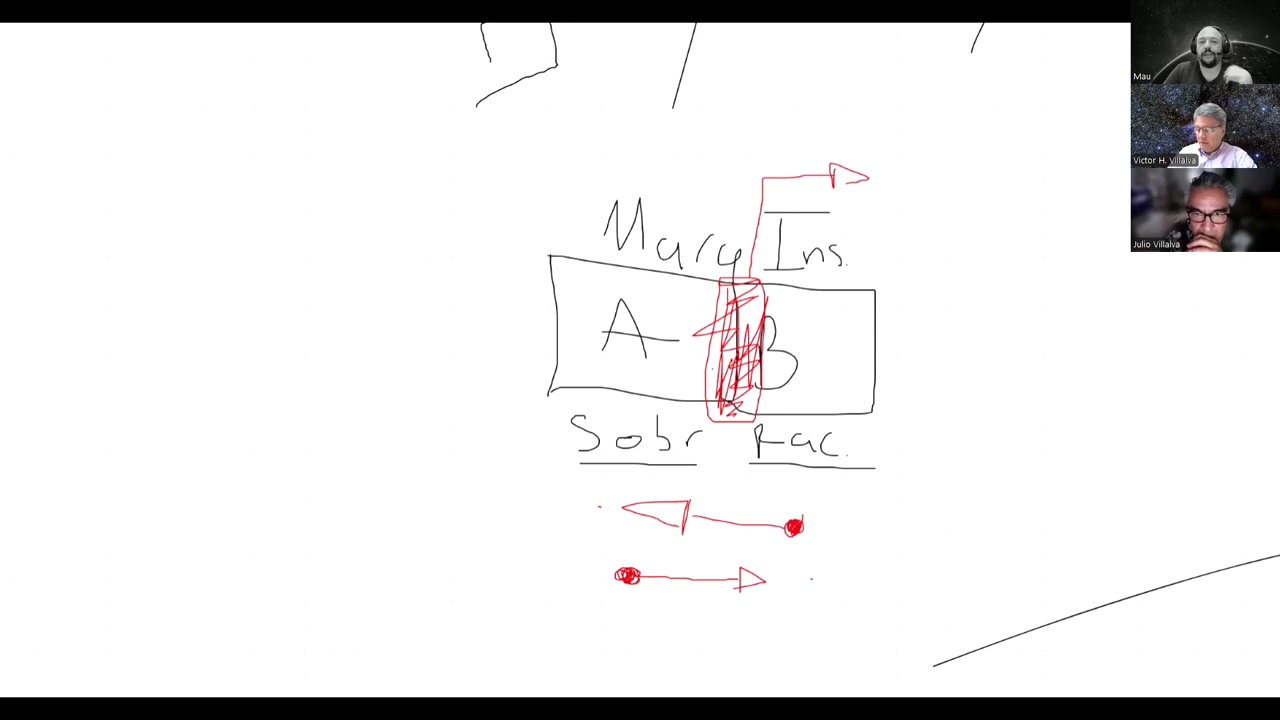 Marg Ins.
A B
Sobr Rac.
Mau
Victor H. Villalva
Julio Villalva